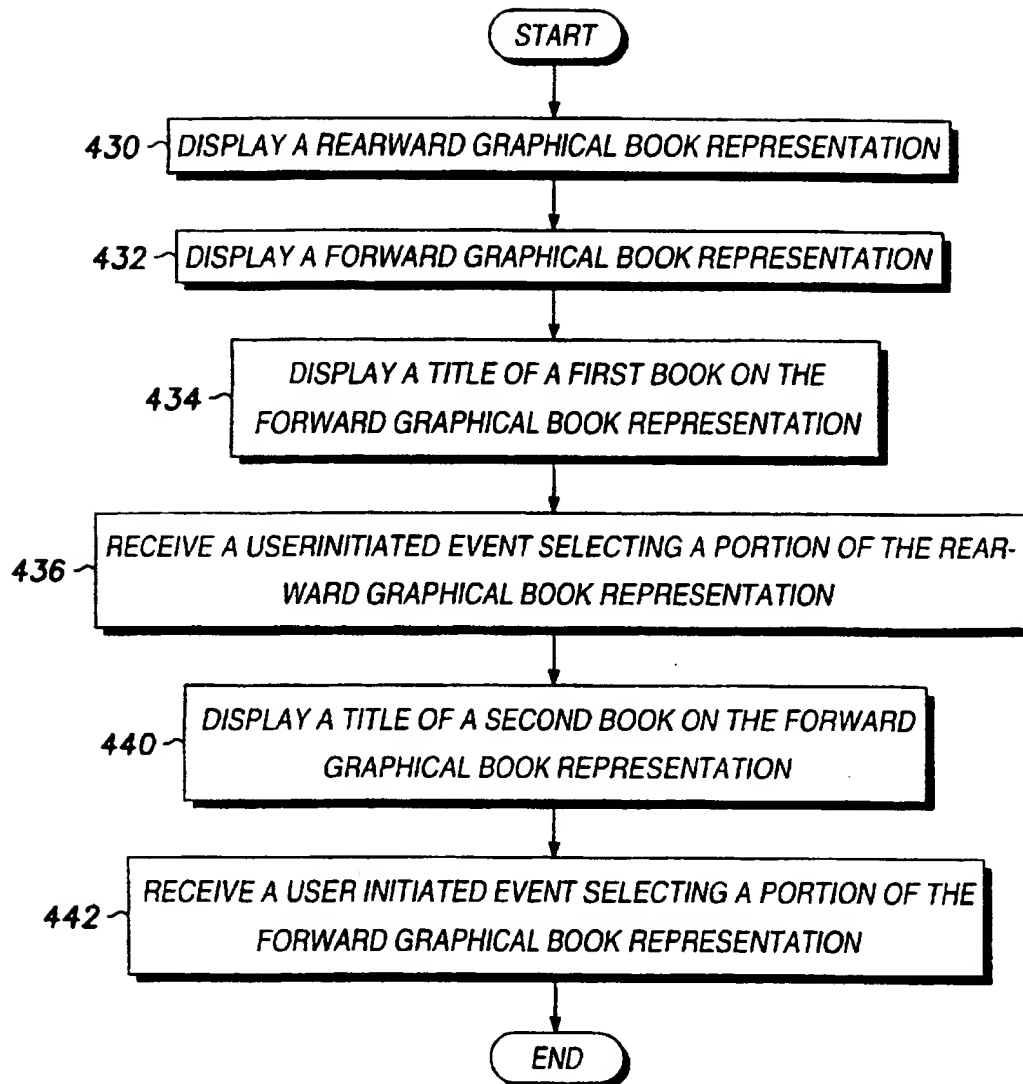 START
430 DISPLAY A REARWARD GRAPHICAL BOOK REPRESENTATION
432 DISPLAY A FORWARD GRAPHICAL BOOK REPRESENTATION
DISPLAY A TITLE OF A FIRST BOOK ON THE
434
FORWARD GRAPHICAL BOOK REPRESENTATION
RECEIVE A USERINITIATED EVENT SELECTING A PORTION OF THE REAR-
436
WARD GRAPHICAL BOOK REPRESENTATION
DISPLAY A TITLE OF A SECOND BOOK ON THE FORWARD
440
GRAPHICAL BOOK REPRESENTATION
RECEIVE A USER INITIATED EVENT SELECTING A PORTION OF THE
442
FORWARD GRAPHICAL BOOK REPRESENTATION
END